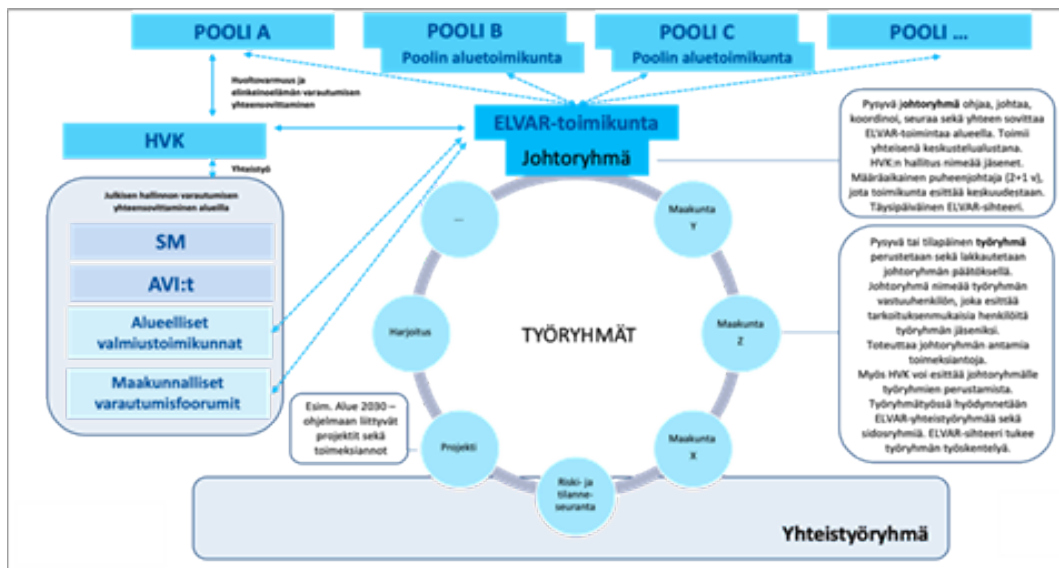 POOLI A
POOLI B
Poolin aluetoimikunta
POOLI C
Poolin aluetoimikunta
POOLI ...
Huoltovarmuus ja
elinkeinoelämän varautumisen
yhteensovittaminen
HVK
ELVAR-toimikunta
Johtoryhmä
Yhteistyö
Julkisen hallinnon varautumisen
yhteensovittaminen alueilla
SM
AVI:t
Alueelliset
valmiustoimikunnat
Maakunnalliset
varautumisfoorumit
Pysyvä johtoryhmä ohjaa, johtaa,
koordinoi, seuraa sekä yhteen sovittaa
ELVAR-toimintaa alueella. Toimii
yhteisenä keskustelualustana.
HVK:n hallitus nimeää jäsenet.
Määräaikainen puheenjohtaja (2+1 v),
jota toimikunta esittää keskuudestaan.
Täysipäiväinen ELVAR-sihteeri.
Pysyvä tai tilapäinen työryhmä
perustetaan sekä lakkautetaan
johtoryhmän päätöksellä.
Johtoryhmä nimeää työryhmän
vastuuhenkilön, joka esittää
tarkoituksenmukaisia henkilöitä
työryhmän jäseniksi.
Toteuttaa johtoryhmän antamia
toimeksiantoja.
Myös HVK voi esittää johtoryhmälle
työryhmien perustamista.
Työryhmätyössä hyödynnetään
ELVAR-yhteistyöryhmää sekä
sidosryhmiä. ELVAR-sihteeri tukee
työryhmän työskentelyä.
...
Maakunta
Y
Harjoitus
TYÖRYHMÄT
Maakunta
Z
Esim. Alue 2030 –
ohjelmaan liittyvät
projektit sekä
toimeksiannot
Projekti
Maakunta
X
Riski- ja
tilanne-
seuranta
Yhteistyöryhmä